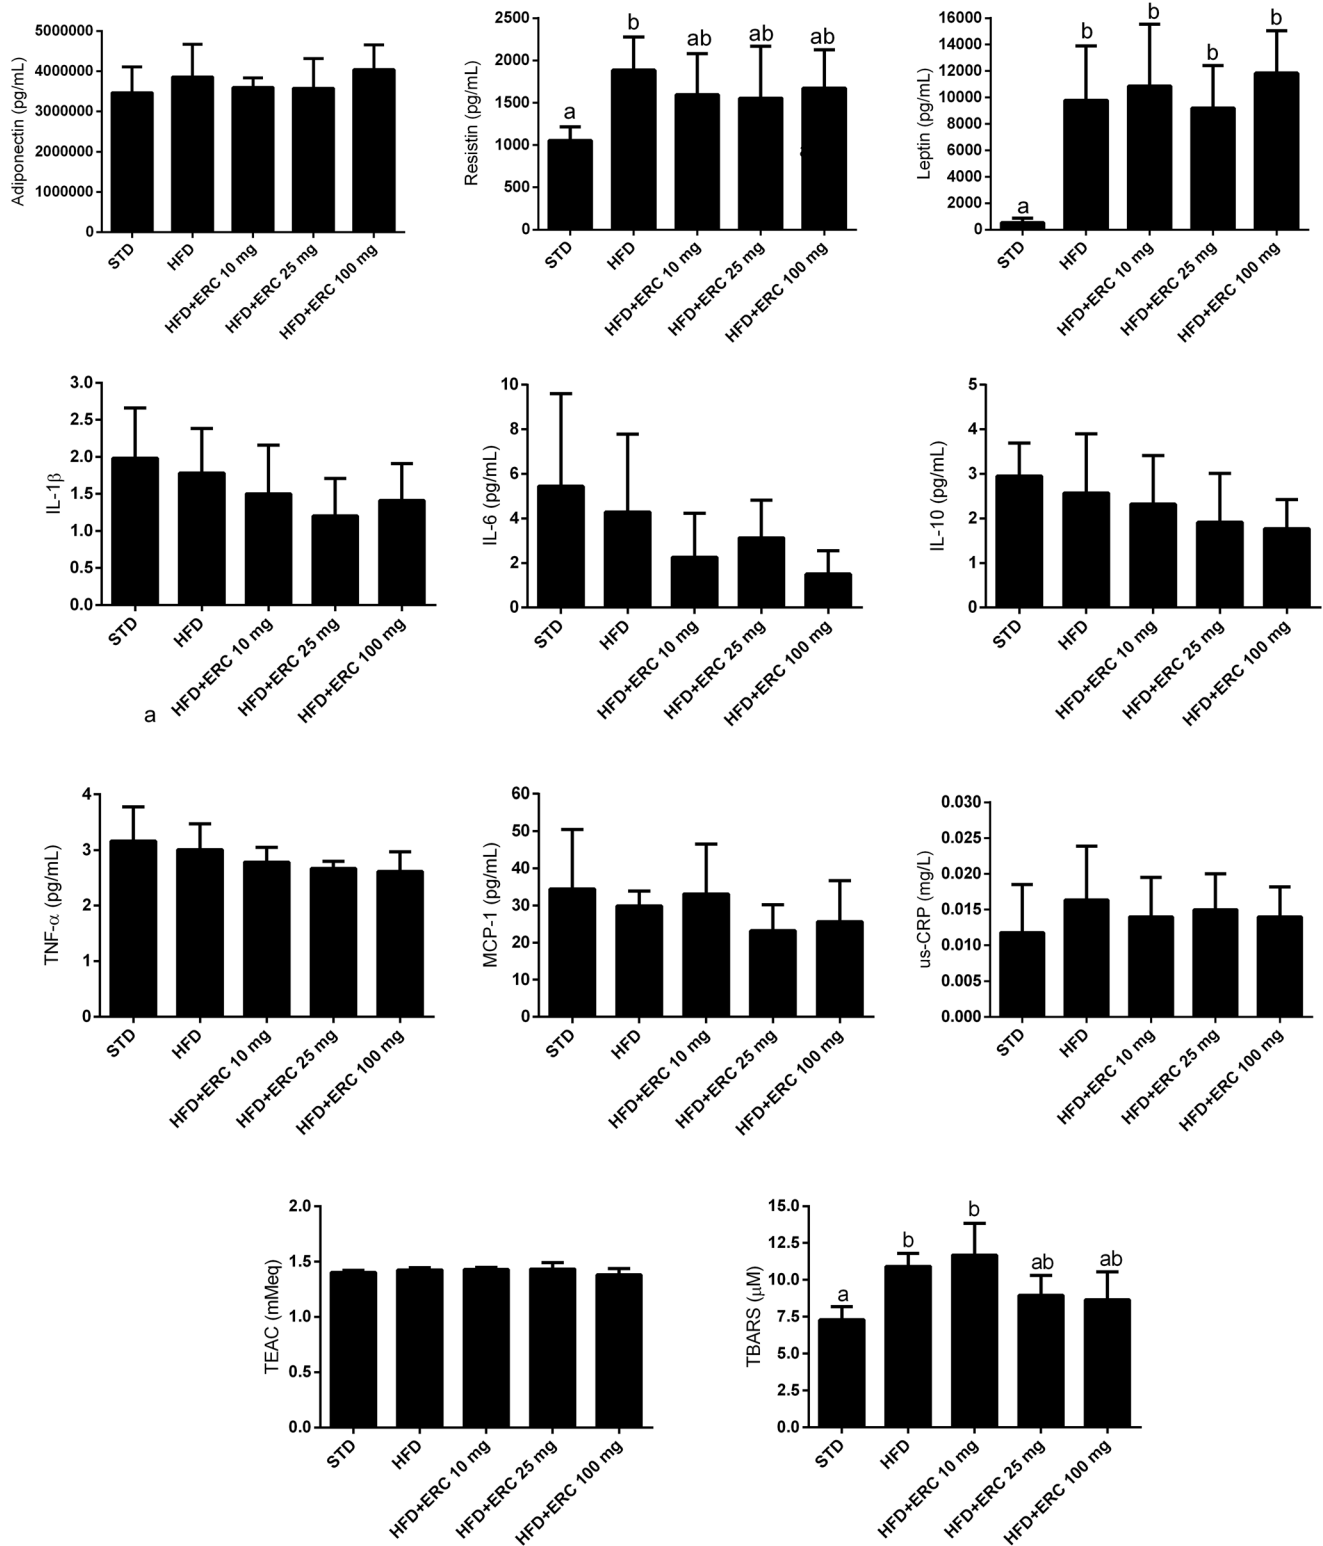 Adiponectin (pg/mL)
5000000
4000000
3000000
2000000
1000000
0
STD
HFD
HFD+ERC 10 mg
HFD+ERC 25 mg
HFD+ERC 100 mg
Resistin (pg/mL)
2500
2000
1500
1000
500
0
a
b
ab
ab
ab
STD
HFD
HFD+ERC 10 mg
HFD+ERC 25 mg
HFD+ERC 100 mg
Leptin (pg/mL)
16000
14000
12000
10000
8000
6000
4000
2000
0
a
b
b
b
b
STD
HFD
HFD+ERC 10 mg
HFD+ERC 25 mg
HFD+ERC 100 mg
IL-1β
3.0
2.5
2.0
1.5
1.0
0.5
0.0
STD
HFD
HFD+ERC 10 mg
HFD+ERC 25 mg
HFD+ERC 100 mg
a
IL-6 (pg/mL)
10
8
6
4
2
0
STD
HFD
HFD+ERC 10 mg
HFD+ERC 25 mg
HFD+ERC 100 mg
IL-10 (pg/mL)
5
4
3
2
1
0
STD
HFD
HFD+ERC 10 mg
HFD+ERC 25 mg
HFD+ERC 100 mg
TNF-α (pg/mL)
4
3
2
1
0
STD
HFD
HFD+ERC 10 mg
HFD+ERC 25 mg
HFD+ERC 100 mg
MCP-1 (pg/mL)
60
50
40
30
20
10
0
STD
HFD
HFD+ERC 10 mg
HFD+ERC 25 mg
HFD+ERC 100 mg
us-CRP (mg/L)
0.030
0.025
0.020
0.015
0.010
0.005
0.000
STD
HFD
HFD+ERC 10 mg
HFD+ERC 25 mg
HFD+ERC 100 mg
TEAC (mMeq)
2.0
1.5
1.0
0.5
0.0
STD
HFD
HFD+ERC 10 mg
HFD+ERC 25 mg
HFD+ERC 100 mg
TBARS (μM)
15.0
12.5
10.0
7.5
5.0
2.5
0.0
a
b
b
ab
ab
STD
HFD
HFD+ERC 10 mg
HFD+ERC 25 mg
HFD+ERC 100 mg